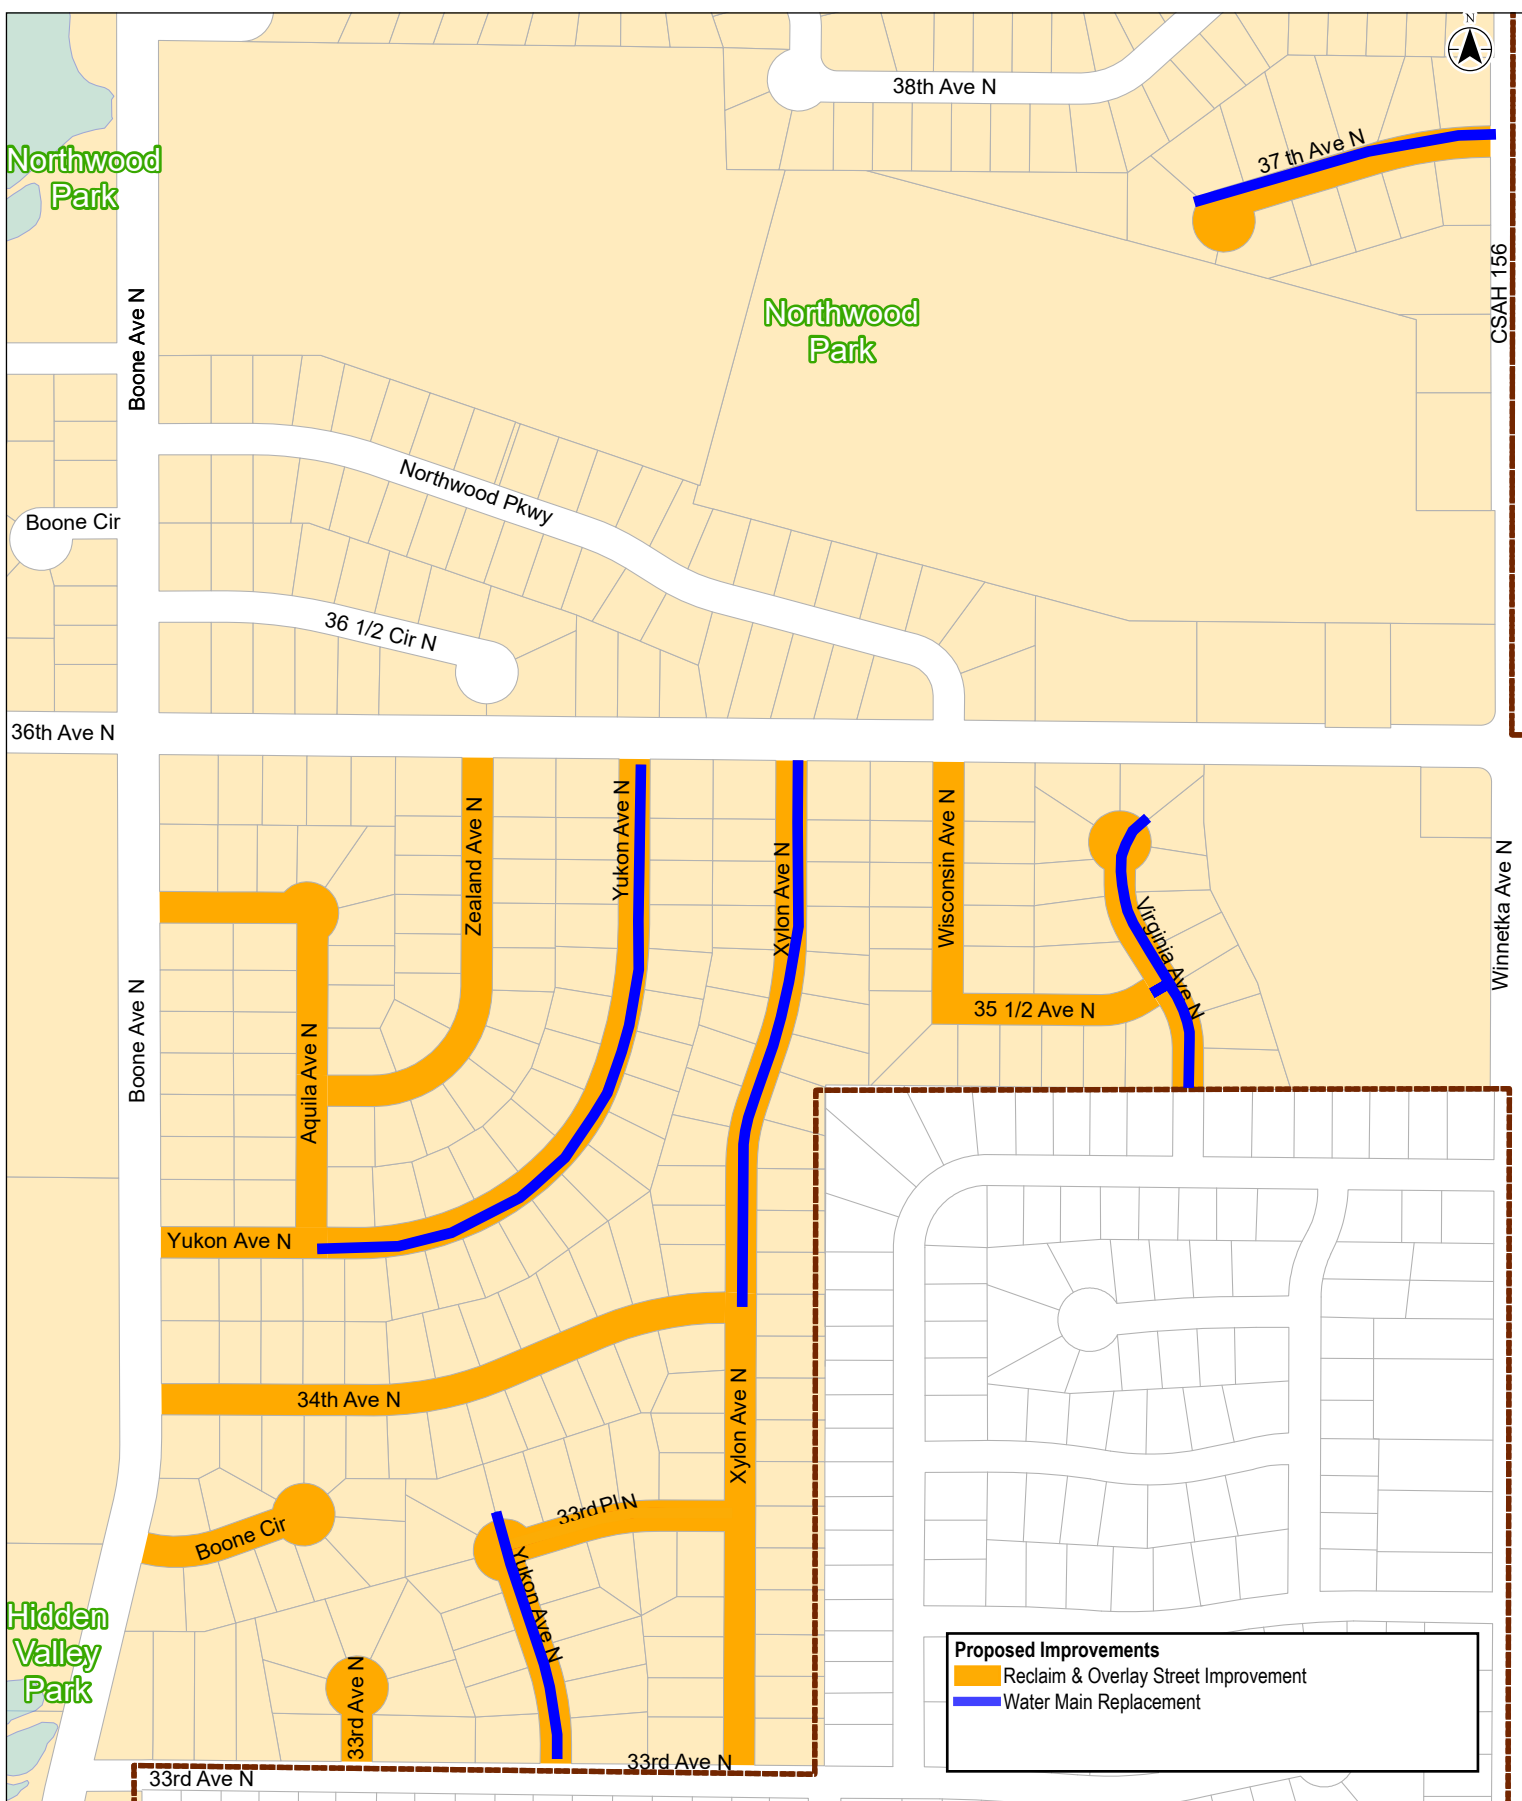 N
38th Ave N
37 th Ave N
Northwood
Park
CSAH 156
Boone Ave N
Northwood
Park
Northwood Pkwy
Boone Cir
36 1/2 Cir N
36th Ave N
Zealand Ave N
Yukon Ave N
Xylon Ave N
Wisconsin Ave N
Virginia Ave N
Winnetka Ave N
35 1/2 Ave N
Boone Ave N
Aquila Ave N
Yukon Ave N
34th Ave N
Xylon Ave N
33rd Pl N
Boone Cir
Yukon Ave N
Hidden
Valley
Park
33rd Ave N
33rd Ave N
33rd Ave N
Proposed Improvements
Reclaim & Overlay Street Improvement
Water Main Replacement